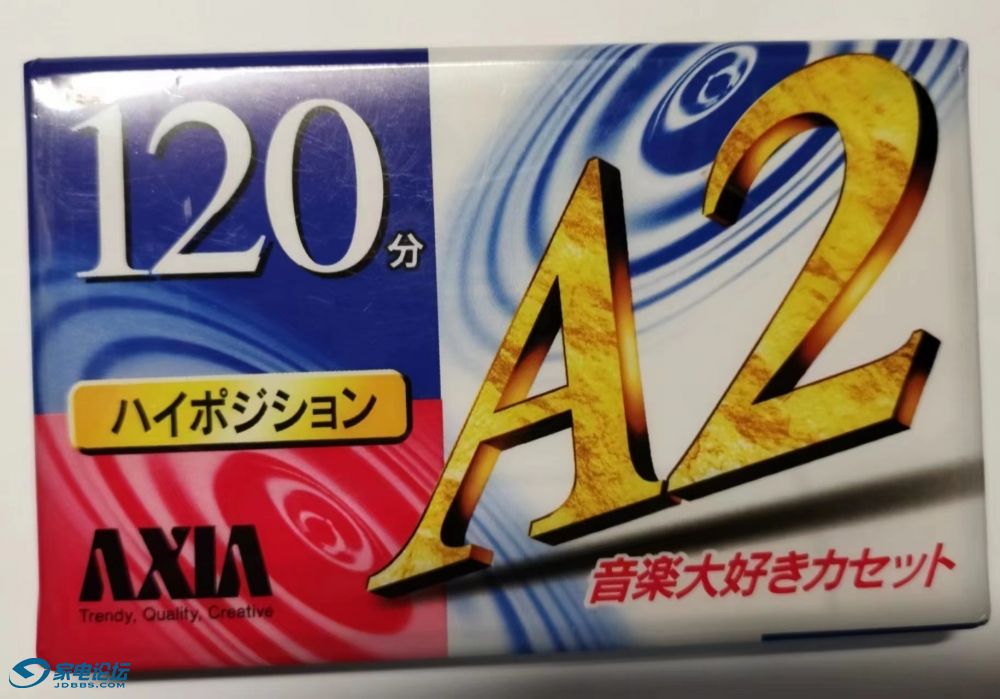 120分
A2
ハイポジション
AXIA
Trendy, Quality, Creative
音楽大好きカセット
家电论坛
JDBBS.COM